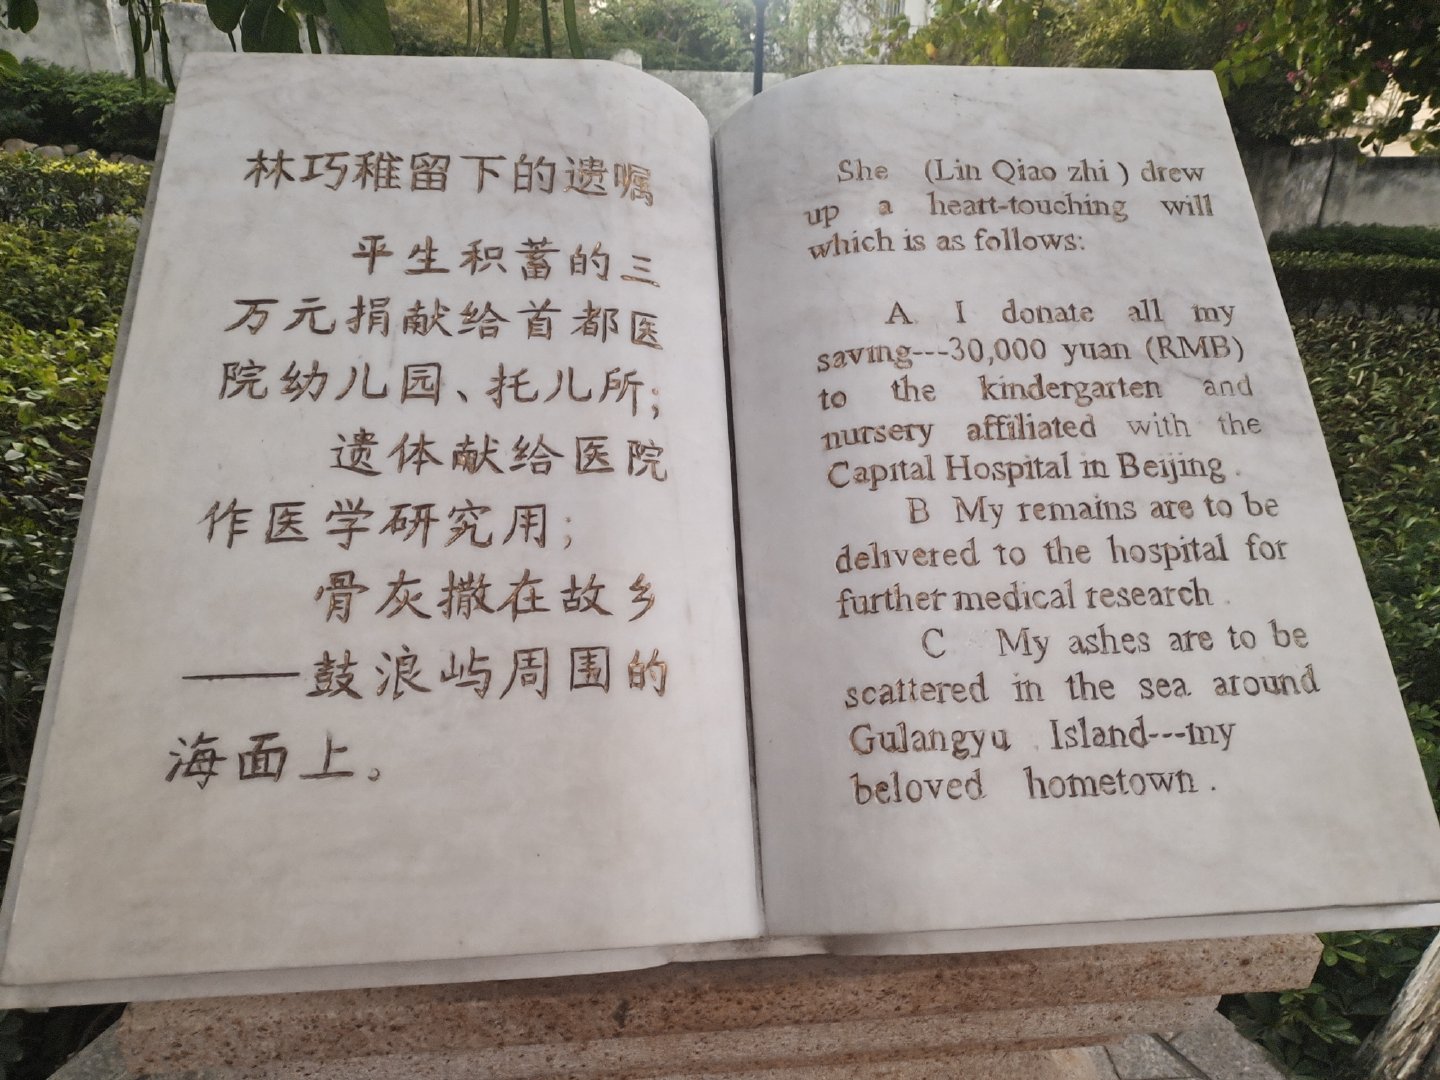 林巧稚留下的遗嘱
平生积蓄的三
万元捐献给首都医
院幼儿园、托儿所；
遗体献给医院
作医学研究用；
骨灰撒在故乡
——鼓浪屿周围的
海面上。
She (Lin Qiao zhi ) drew
up a heart-touching will
which is as follows:
A I donate all my
saving---30,000 yuan (RMB)
to the kindergarten and
nursery affiliated with the
Capital Hospital in Beijing .
B My remains are to be
delivered to the hospital for
further medical research .
C My ashes are to be
scattered in the sea around
Gulangyu Island---my
beloved hometown .